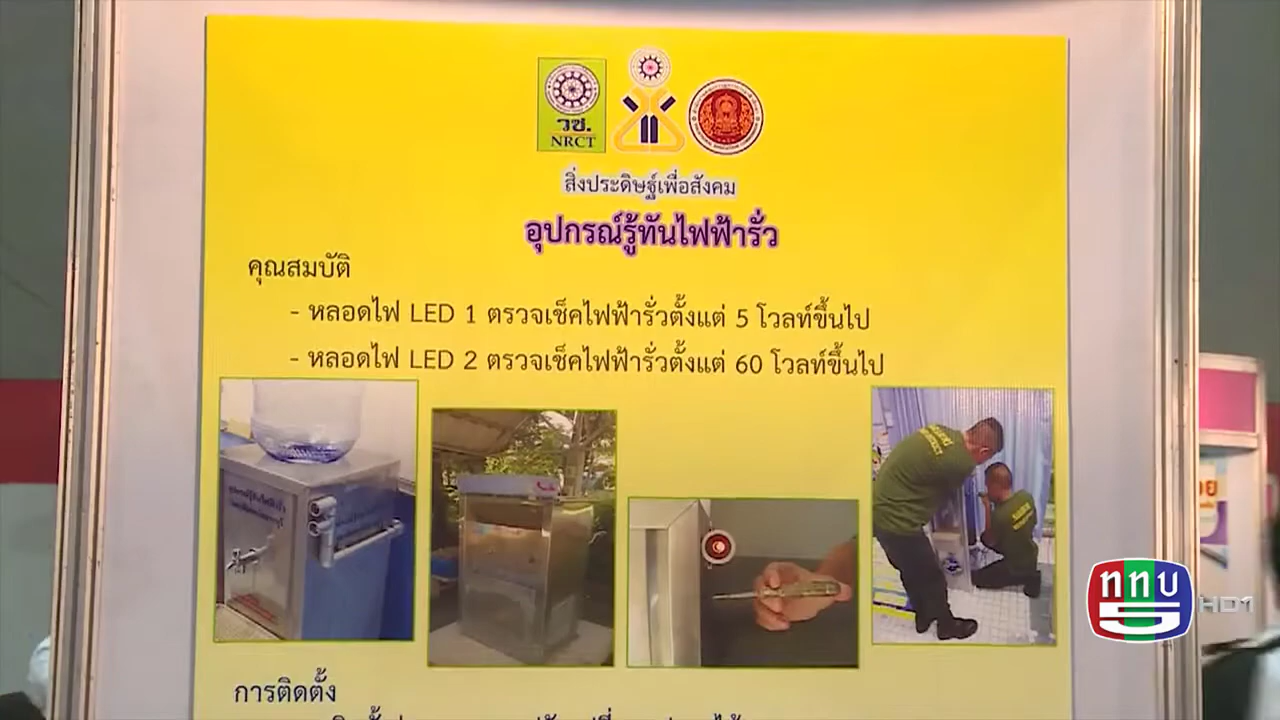 วช.
NRCT
สิ่งประดิษฐ์เพื่อสังคม
อุปกรณ์รู้ทันไฟฟ้ารั่ว
คุณสมบัติ
- หลอดไฟ LED 1 ตรวจเช็คไฟฟ้ารั่วตั้งแต่ 5 โวลท์ขึ้นไป
- หลอดไฟ LED 2 ตรวจเช็คไฟฟ้ารั่วตั้งแต่ 60 โวลท์ขึ้นไป
การติดตั้ง
ททบ
5
HD1